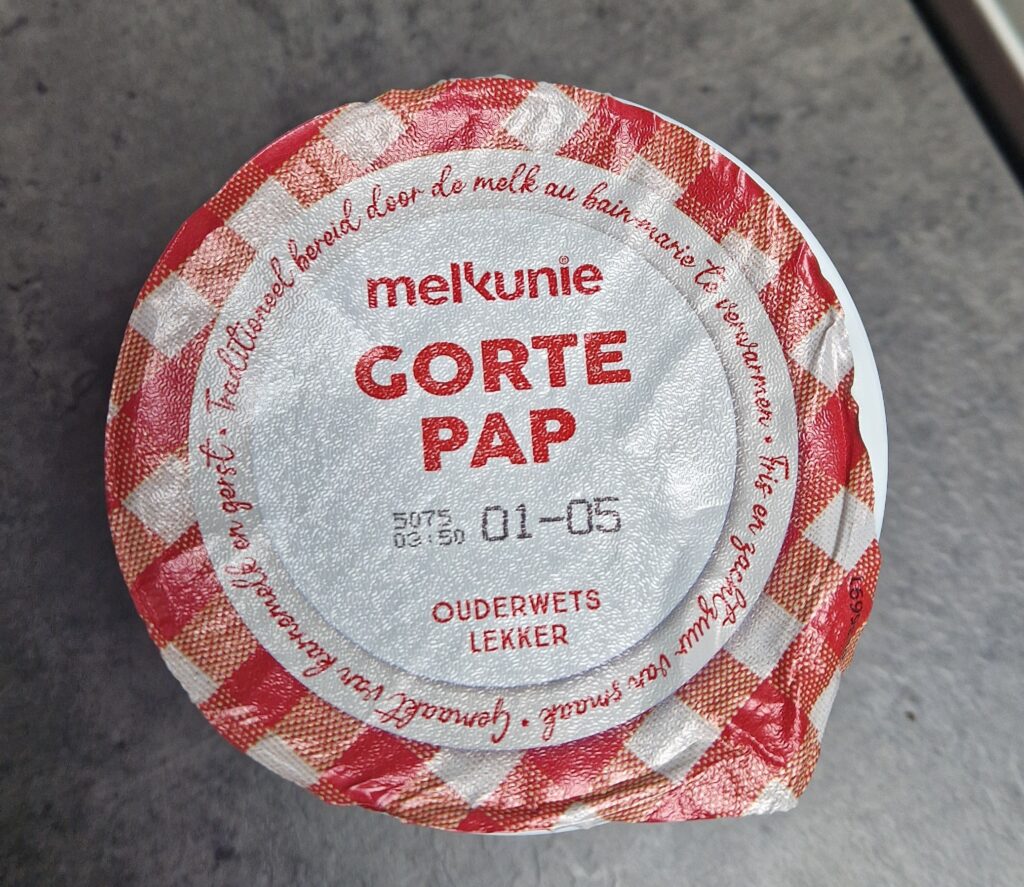 melkunie®
GORTE
PAP
5075
03:50
01-05
OUDERWETS
LEKKER
Traditioneel bereid door de melk au bain-marie te verwarmen • Fris en zachtzuur van smaak • Gemaakt van karnemelk en gerst •